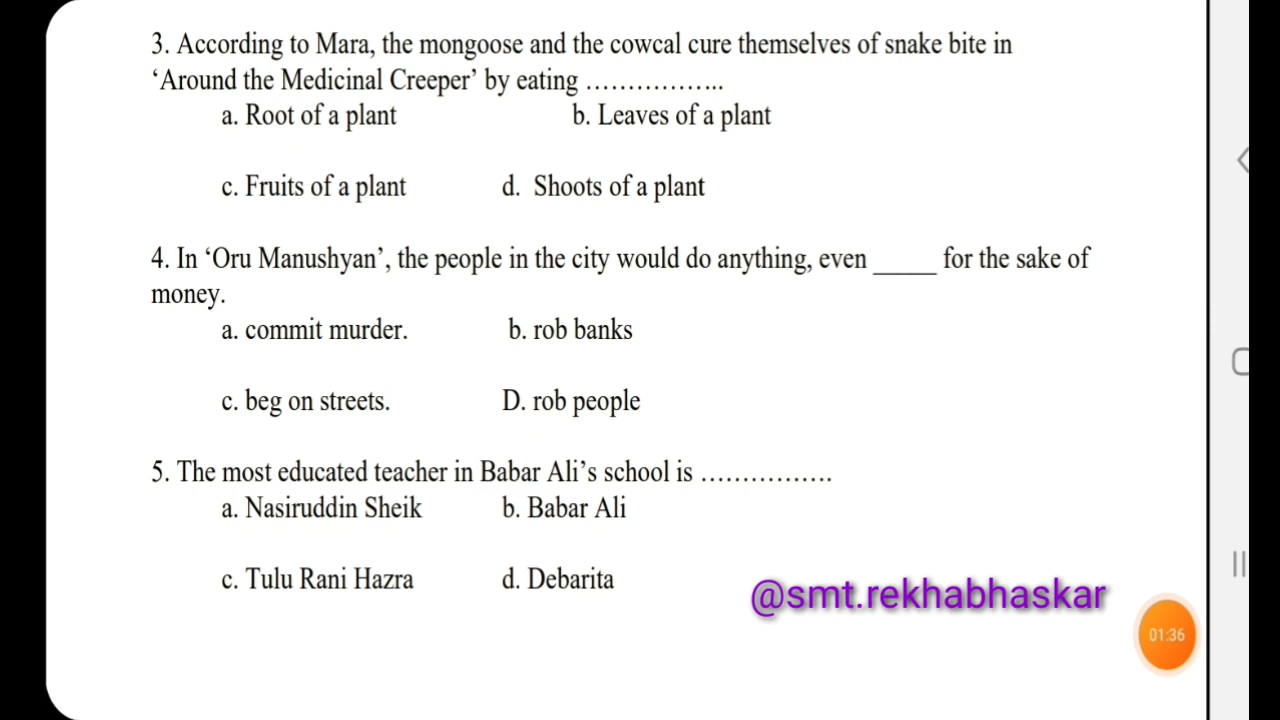 3. According to Mara, the mongoose and the cowcal cure themselves of snake bite in
‘Around the Medicinal Creeper’ by eating ……………..
a. Root of a plant b. Leaves of a plant
c. Fruits of a plant d. Shoots of a plant
4. In ‘Oru Manushyan’, the people in the city would do anything, even _____ for the sake of
money.
a. commit murder. b. rob banks
c. beg on streets. D. rob people
5. The most educated teacher in Babar Ali’s school is …………….
a. Nasiruddin Sheik b. Babar Ali
c. Tulu Rani Hazra d. Debarita
@smt.rekhabhaskar
01:36